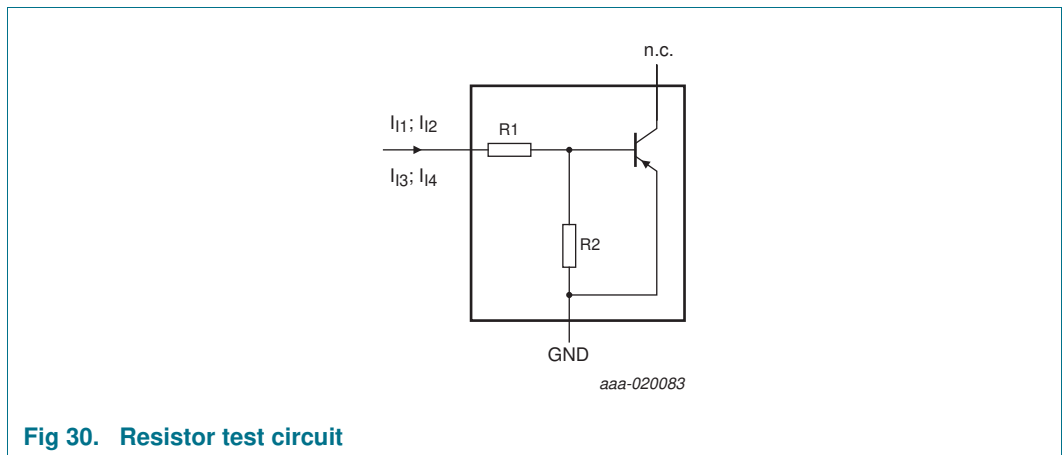 n.c.
I_I1; I_I2
R1
I_I3; I_I4
R2
GND
aaa-020083
Fig 30. Resistor test circuit